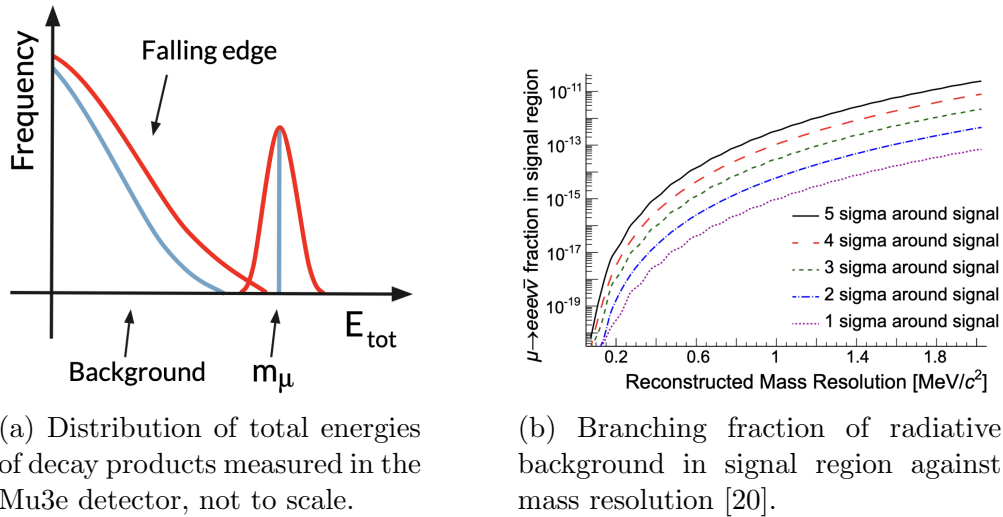 Frequency
Falling edge
Background
mμ
Etot
μ→eeeνν̄ fraction in signal region
10⁻¹¹
10⁻¹³
10⁻¹⁵
10⁻¹⁷
10⁻¹⁹
5 sigma around signal
4 sigma around signal
3 sigma around signal
2 sigma around signal
1 sigma around signal
0.2 0.6 1 1.4 1.8
Reconstructed Mass Resolution [MeV/c²]
(a) Distribution of total energies
of decay products measured in the
Mu3e detector, not to scale.
(b) Branching fraction of radiative
background in signal region against
mass resolution [20].